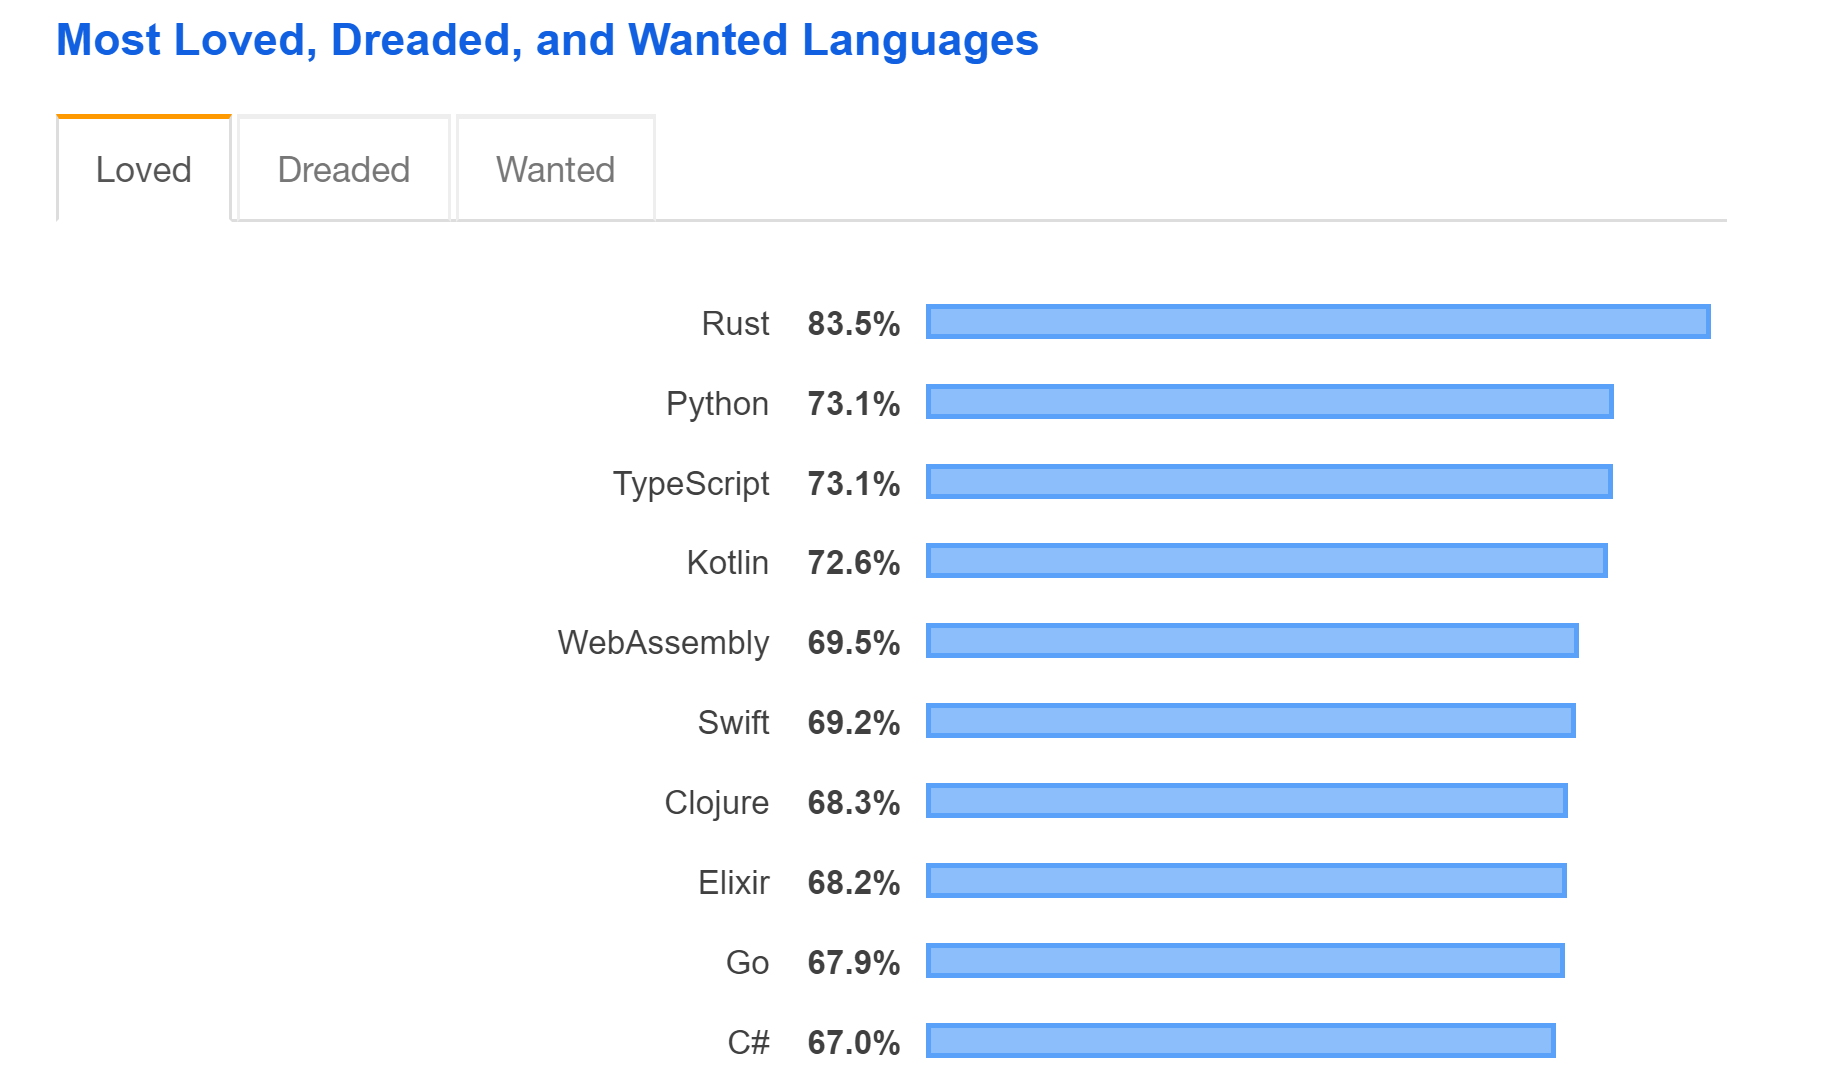 Most Loved, Dreaded, and Wanted Languages
Loved Dreaded Wanted
Rust 83.5%
Python 73.1%
TypeScript 73.1%
Kotlin 72.6%
WebAssembly 69.5%
Swift 69.2%
Clojure 68.3%
Elixir 68.2%
Go 67.9%
C# 67.0%